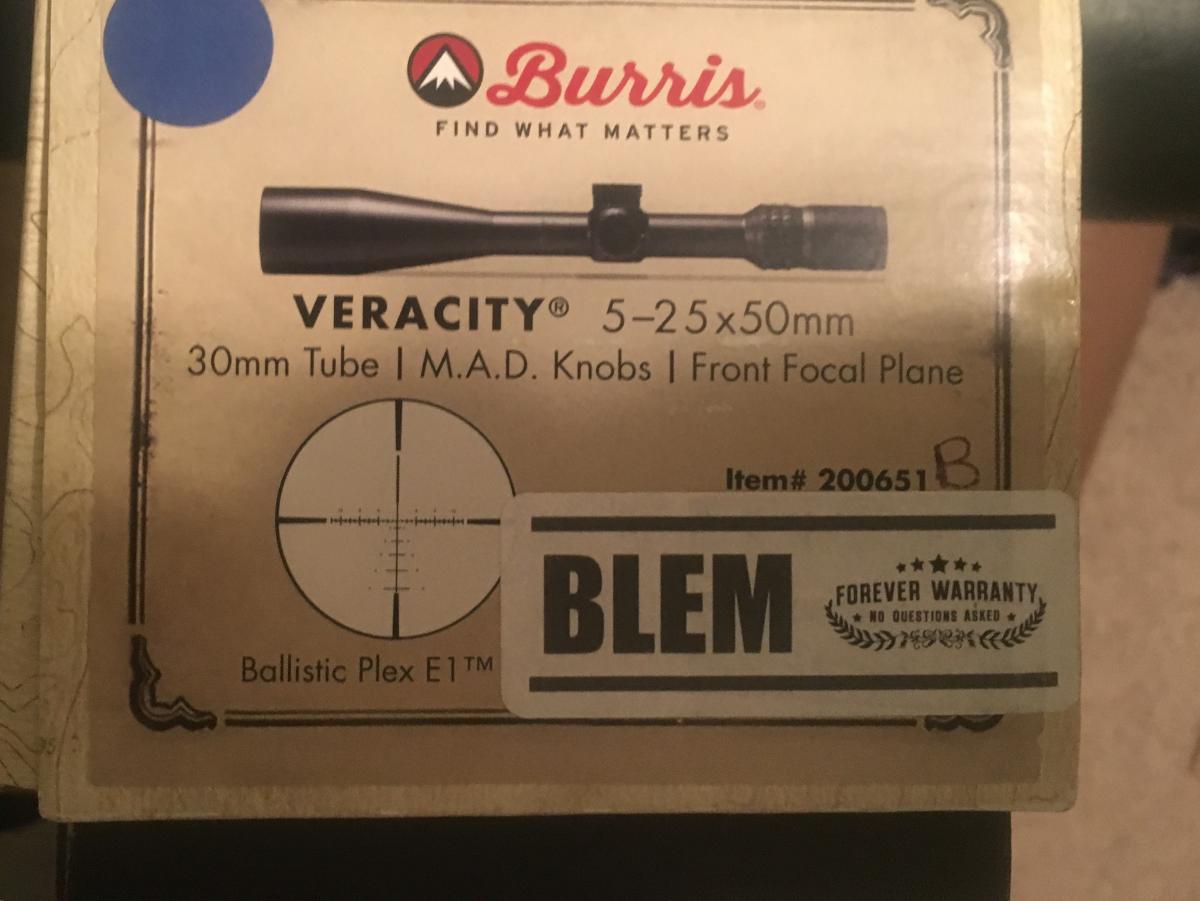 Burris®
FIND WHAT MATTERS
VERACITY® 5–25x50mm
30mm Tube | M.A.D. Knobs | Front Focal Plane
Item# 200651 B
BLEM
FOREVER WARRANTY
NO QUESTIONS ASKED
Ballistic Plex E1™